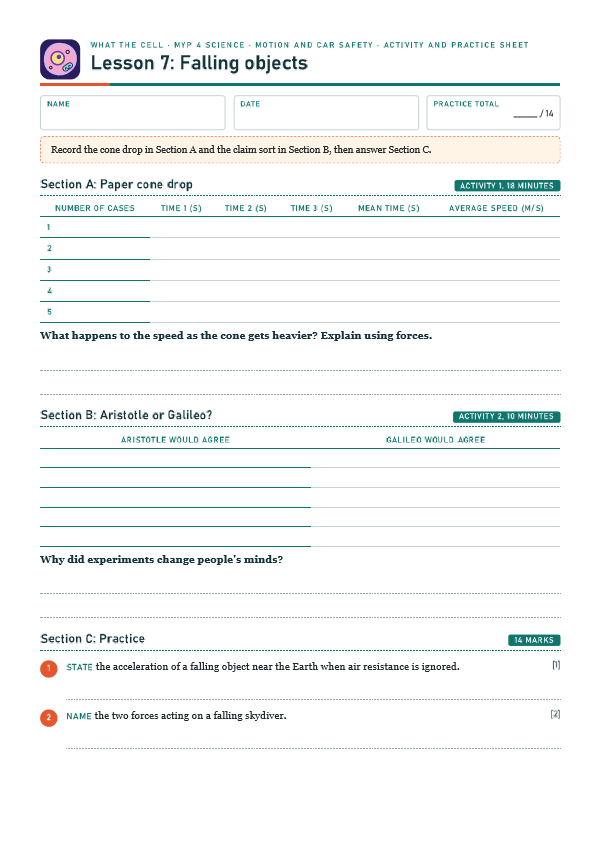 WHAT THE CELL · MYP 4 SCIENCE · MOTION AND CAR SAFETY · ACTIVITY AND PRACTICE SHEET
Lesson 7: Falling objects
NAME
DATE
PRACTICE TOTAL
_____ / 14
Record the cone drop in Section A and the claim sort in Section B, then answer Section C.
Section A: Paper cone drop
ACTIVITY 1, 18 MINUTES
NUMBER OF CASES TIME 1 (S) TIME 2 (S) TIME 3 (S) MEAN TIME (S) AVERAGE SPEED (M/S)
1
2
3
4
5
What happens to the speed as the cone gets heavier? Explain using forces.
Section B: Aristotle or Galileo?
ACTIVITY 2, 10 MINUTES
ARISTOTLE WOULD AGREE GALILEO WOULD AGREE
Why did experiments change people's minds?
Section C: Practice
14 MARKS
1 STATE the acceleration of a falling object near the Earth when air resistance is ignored. [1]
2 NAME the two forces acting on a falling skydiver. [2]